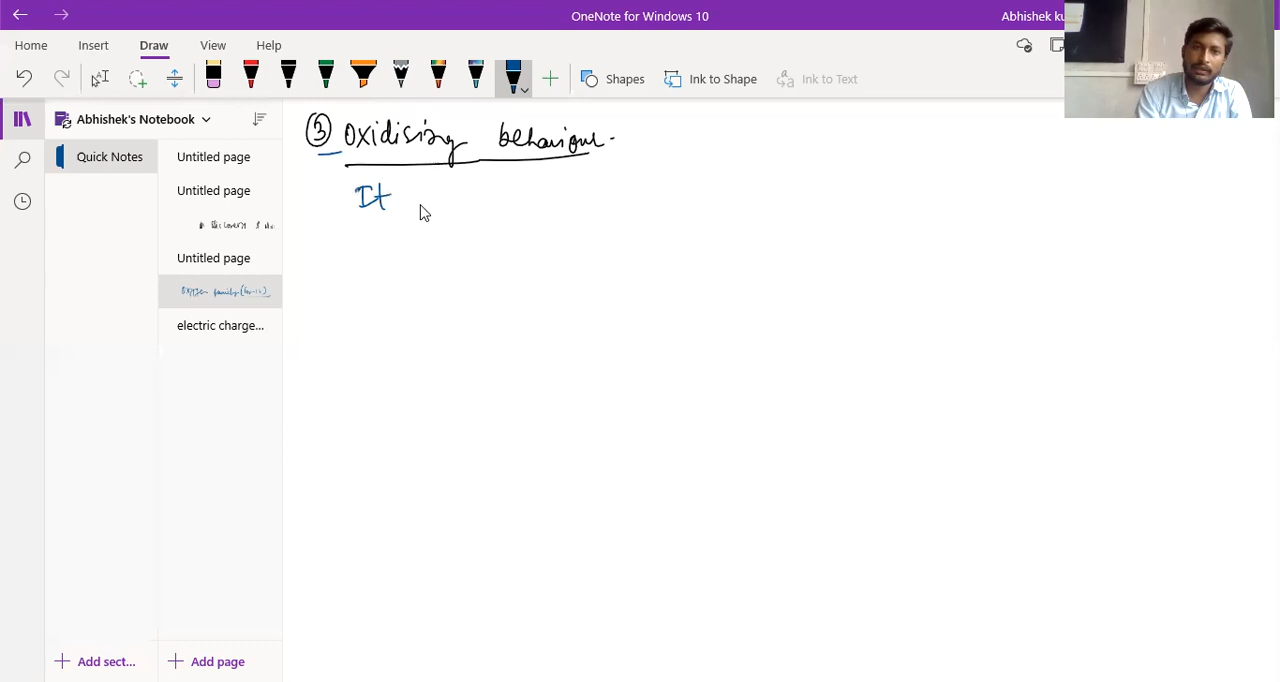 OneNote for Windows 10
Abhishek ku
Home Insert Draw View Help
Shapes Ink to Shape Ink to Text
Abhishek's Notebook
Quick Notes
Untitled page
Untitled page
Untitled page
Oxygen family
electric charge...
③ Oxidising behaviour.
It
Add sect... Add page